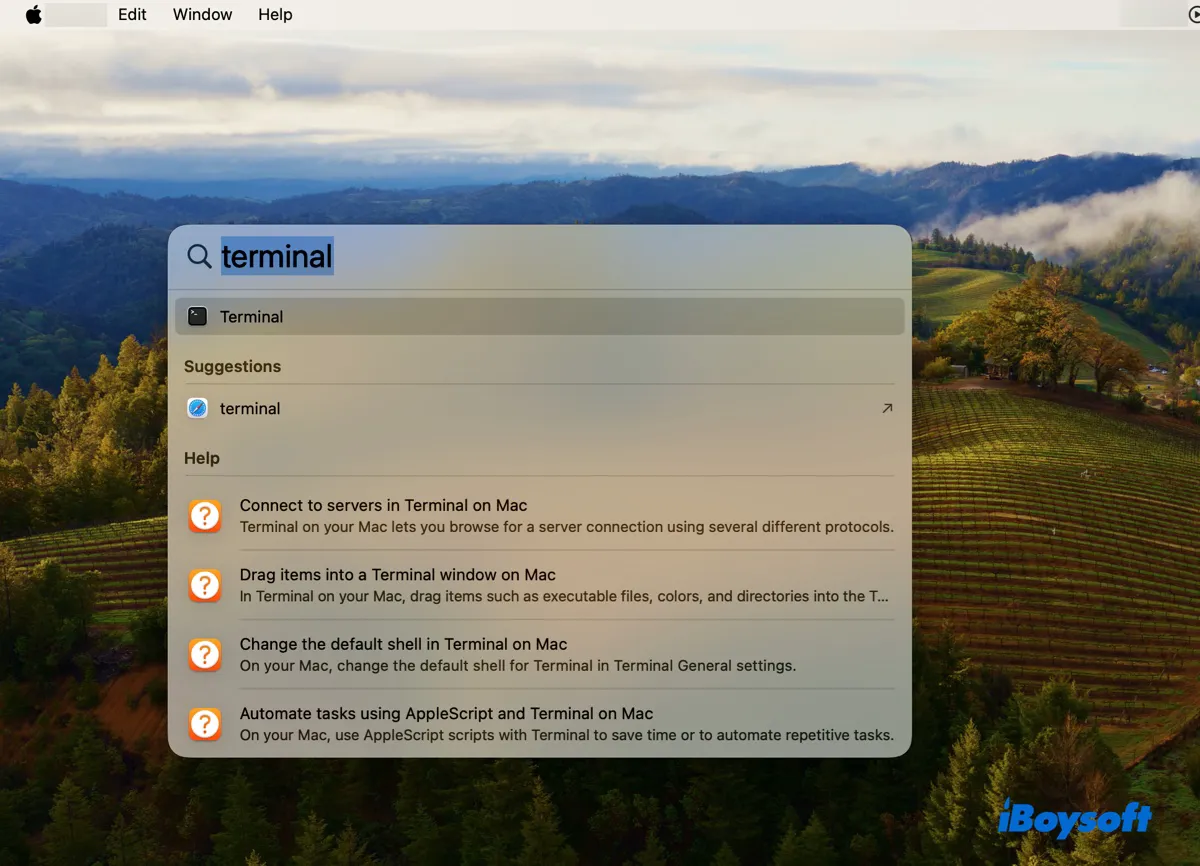 Edit Window Help
terminal
Terminal
Suggestions
terminal
Help
Connect to servers in Terminal on Mac
Terminal on your Mac lets you browse for a server connection using several different protocols.
Drag items into a Terminal window on Mac
In Terminal on your Mac, drag items such as executable files, colors, and directories into the T...
Change the default shell in Terminal on Mac
On your Mac, change the default shell for Terminal in Terminal General settings.
Automate tasks using AppleScript and Terminal on Mac
On your Mac, use AppleScript scripts with Terminal to save time or to automate repetitive tasks.
iBoysoft